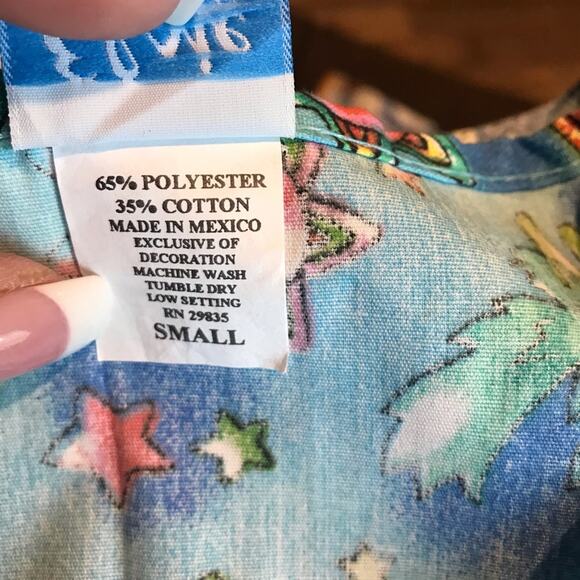 65% POLYESTER
35% COTTON
MADE IN MEXICO
EXCLUSIVE OF
DECORATION
MACHINE WASH
TUMBLE DRY
LOW SETTING
RN 29835
SMALL